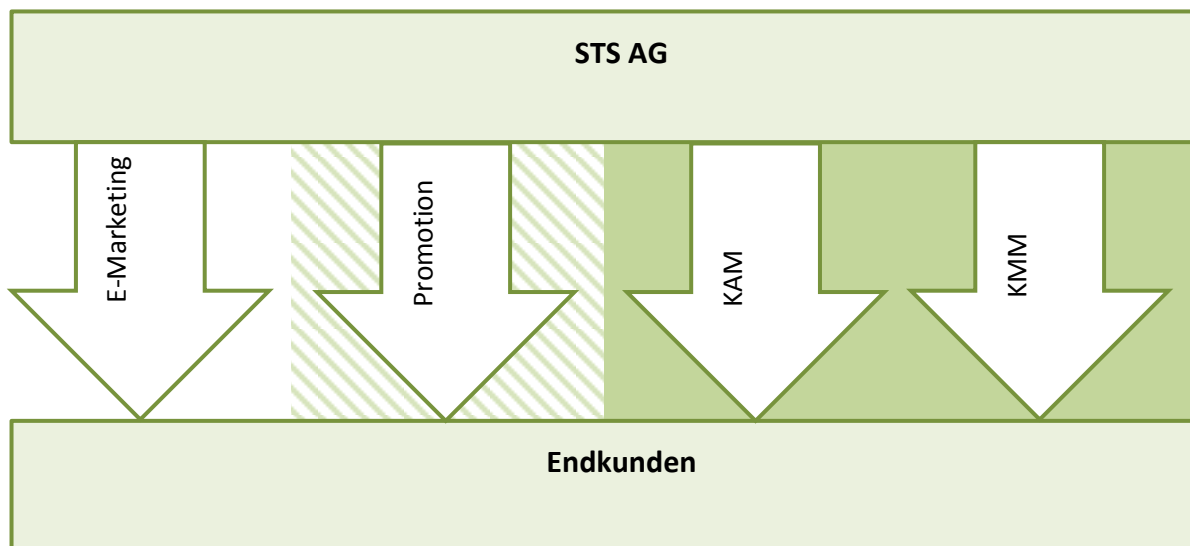 STS AG
E-Marketing
Promotion
KAM
KMM
Endkunden